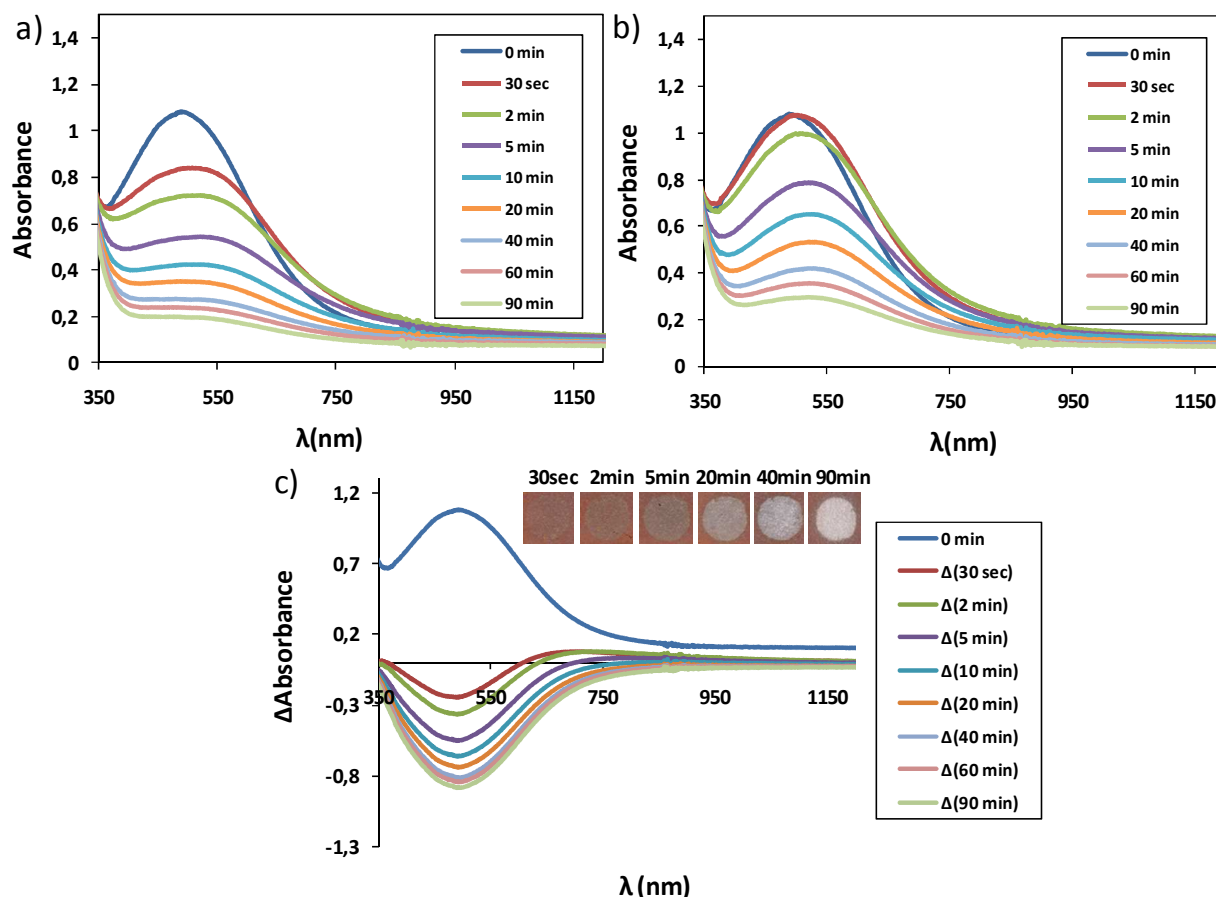 a)
1,4
1,2
1
0,8
0,6
0,4
0,2
0
Absorbance
350 550 750 950 1150
λ(nm)
0 min
30 sec
2 min
5 min
10 min
20 min
40 min
60 min
90 min
b)
1,4
1,2
1
0,8
0,6
0,4
0,2
0
Absorbance
350 550 750 950 1150
λ(nm)
0 min
30 sec
2 min
5 min
10 min
20 min
40 min
60 min
90 min
c)
30sec 2min 5min 20min 40min 90min
1,2
0,7
0,2
-0,3
-0,8
-1,3
ΔAbsorbance
350 550 750 950 1150
λ (nm)
0 min
Δ(30 sec)
Δ(2 min)
Δ(5 min)
Δ(10 min)
Δ(20 min)
Δ(40 min)
Δ(60 min)
Δ(90 min)